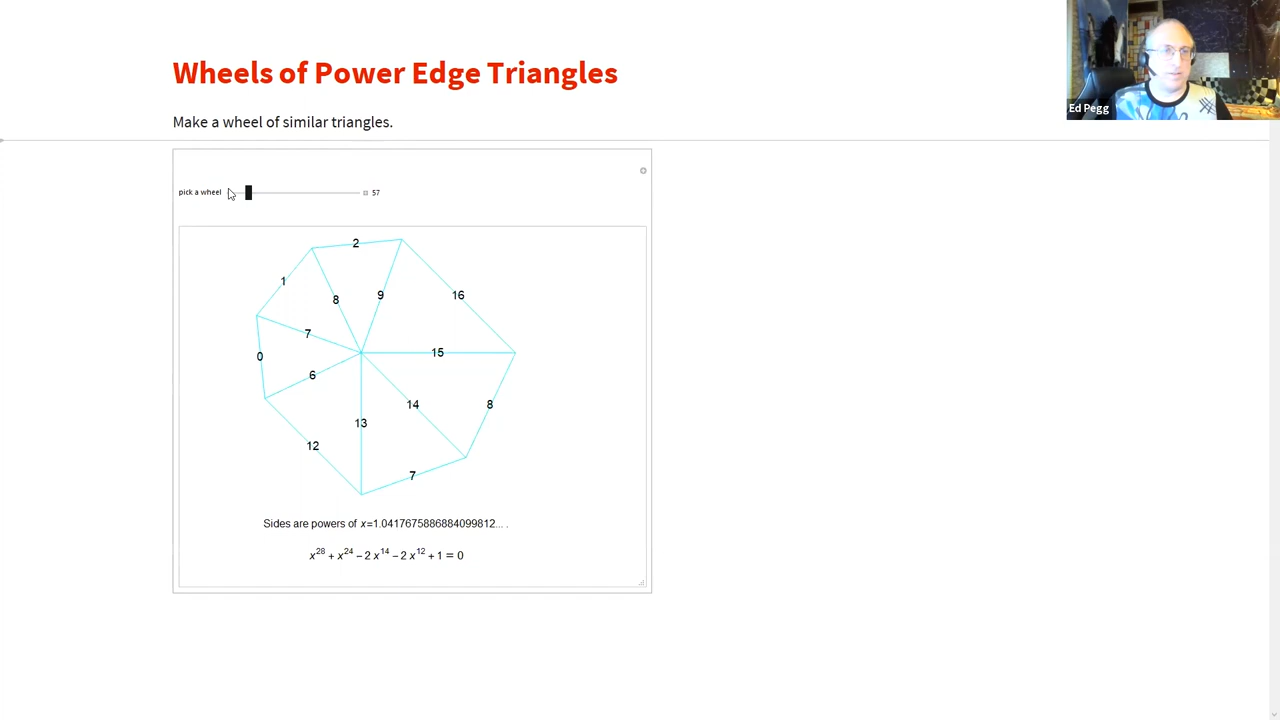 Wheels of Power Edge Triangles
Ed Pegg
Make a wheel of similar triangles.
pick a wheel 57
2
1
8
9
16
7
0
15
6
14
8
13
12
7
Sides are powers of x=1.0417675886884099812... .
x^28 + x^24 − 2 x^14 − 2 x^12 + 1 = 0